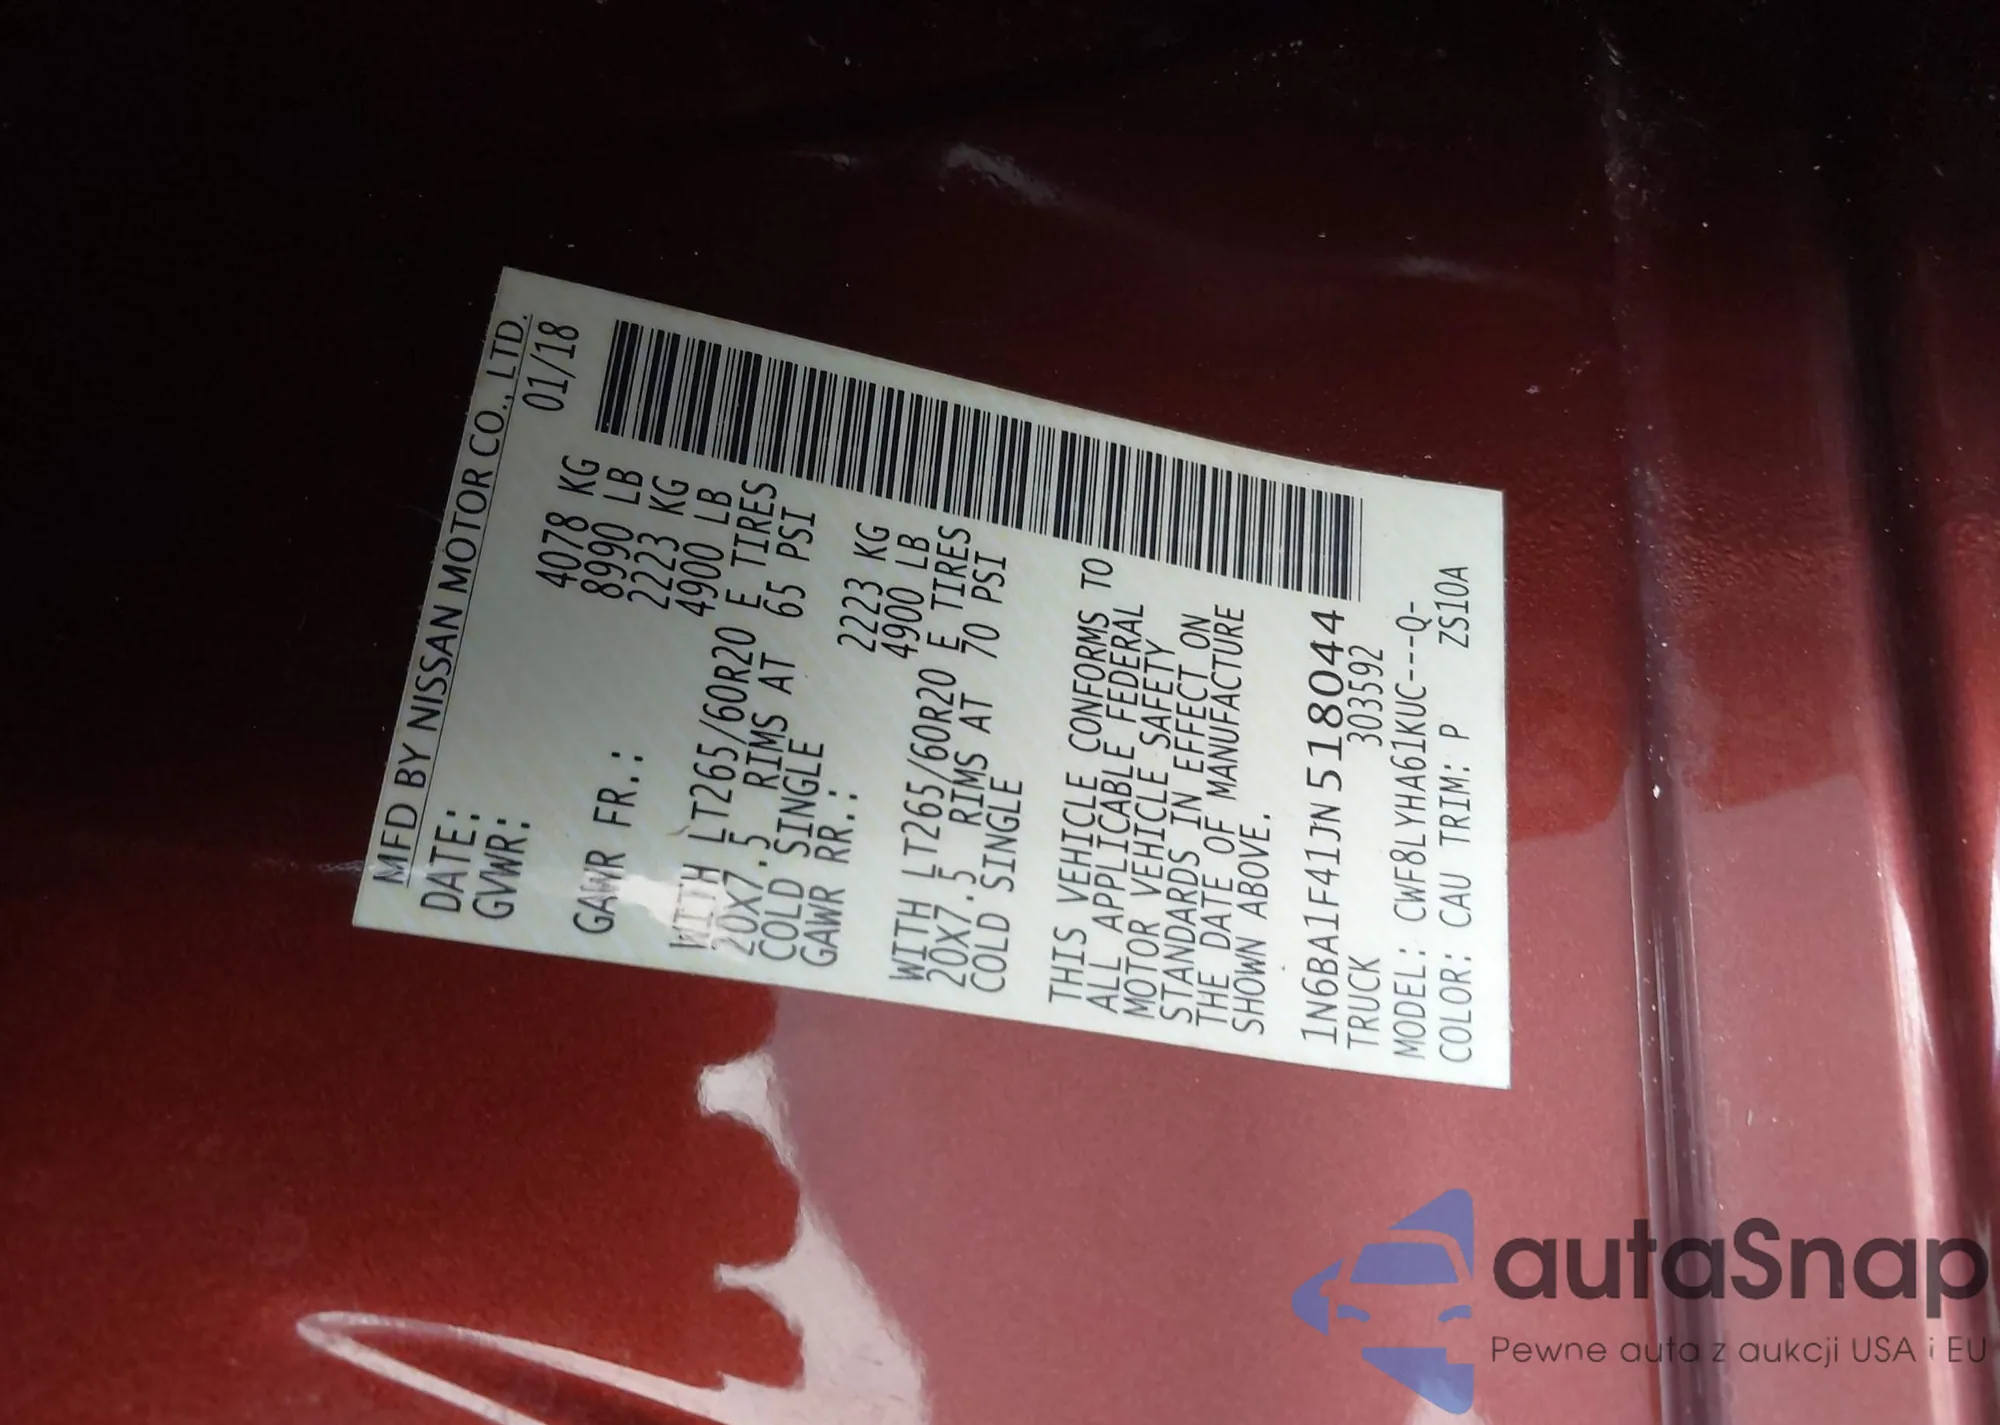 MFD BY NISSAN MOTOR CO., LTD.
DATE: 01/18
GVWR: 4078 KG
8990 LB
GAWR FR.: 2223 KG
4900 LB
WITH LT265/60R20 E TIRES
20X7.5 RIMS AT 65 PSI
COLD SINGLE
GAWR RR.: 2223 KG
4900 LB
WITH LT265/60R20 E TIRES
20X7.5 RIMS AT 70 PSI
COLD SINGLE
THIS VEHICLE CONFORMS TO
ALL APPLICABLE FEDERAL
MOTOR VEHICLE SAFETY
STANDARDS IN EFFECT ON
THE DATE OF MANUFACTURE
SHOWN ABOVE.
1N6BA1F41JN518044
TRUCK 303592
MODEL: CWF8LYHA61KUC---Q-
COLOR: CAU TRIM: P ZS10A
autaSnap
Pewne auta z aukcji USA i EU